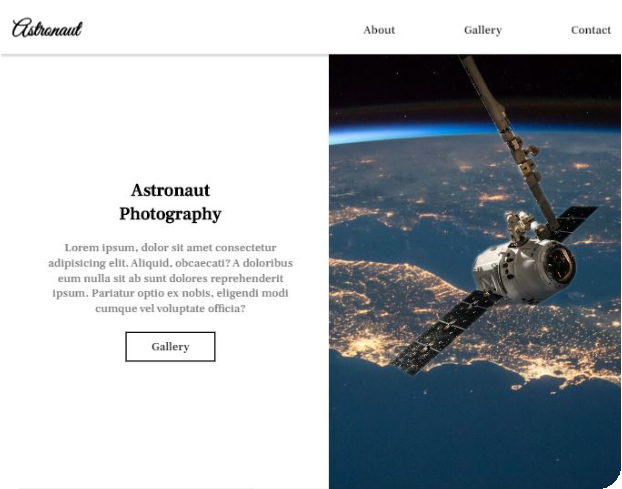 Astronaut
About
Gallery
Contact
Astronaut
Photography
Lorem ipsum, dolor sit amet consectetur
adipisicing elit. Aliquid, obcaecati? A doloribus
eum nulla sit ab sunt dolores reprehenderit
ipsum. Pariatur optio ex nobis, eligendi modi
cumque vel voluptate officia?
Gallery